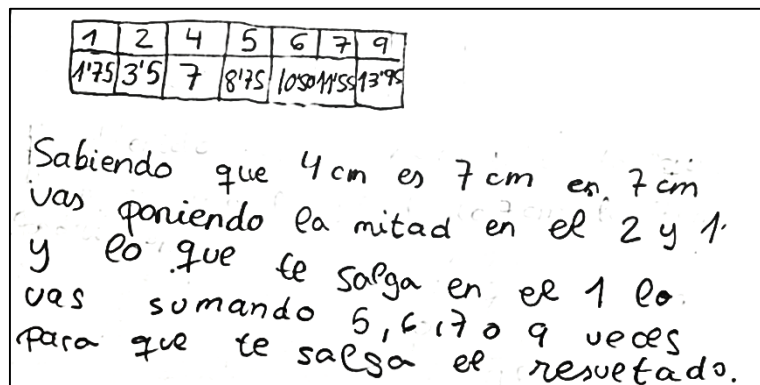 1 2 4 5 6 7 9
1'75 3'5 7 8'75 10'50 11'55 13'95
Sabiendo que 4 cm es 7 cm en. 7 cm
vas poniendo la mitad en el 2 y 1.
y lo que te salga en el 1 lo
vas sumando 5, 6, 7 o 9 veces
para que te salga el resuetado.